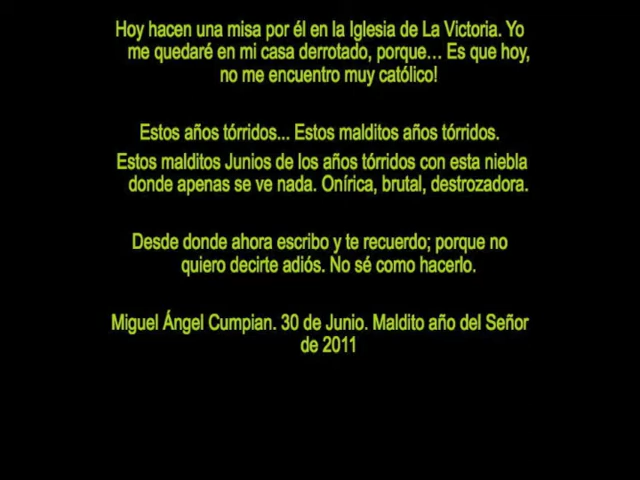 Hoy hacen una misa por él en la Iglesia de La Victoria. Yo
me quedaré en mi casa derrotado, porque… Es que hoy,
no me encuentro muy católico!
Estos años tórridos... Estos malditos años tórridos.
Estos malditos Junios de los años tórridos con esta niebla
donde apenas se ve nada. Onírica, brutal, destrozadora.
Desde donde ahora escribo y te recuerdo; porque no
quiero decirte adiós. No sé como hacerlo.
Miguel Ángel Cumpian. 30 de Junio. Maldito año del Señor
de 2011